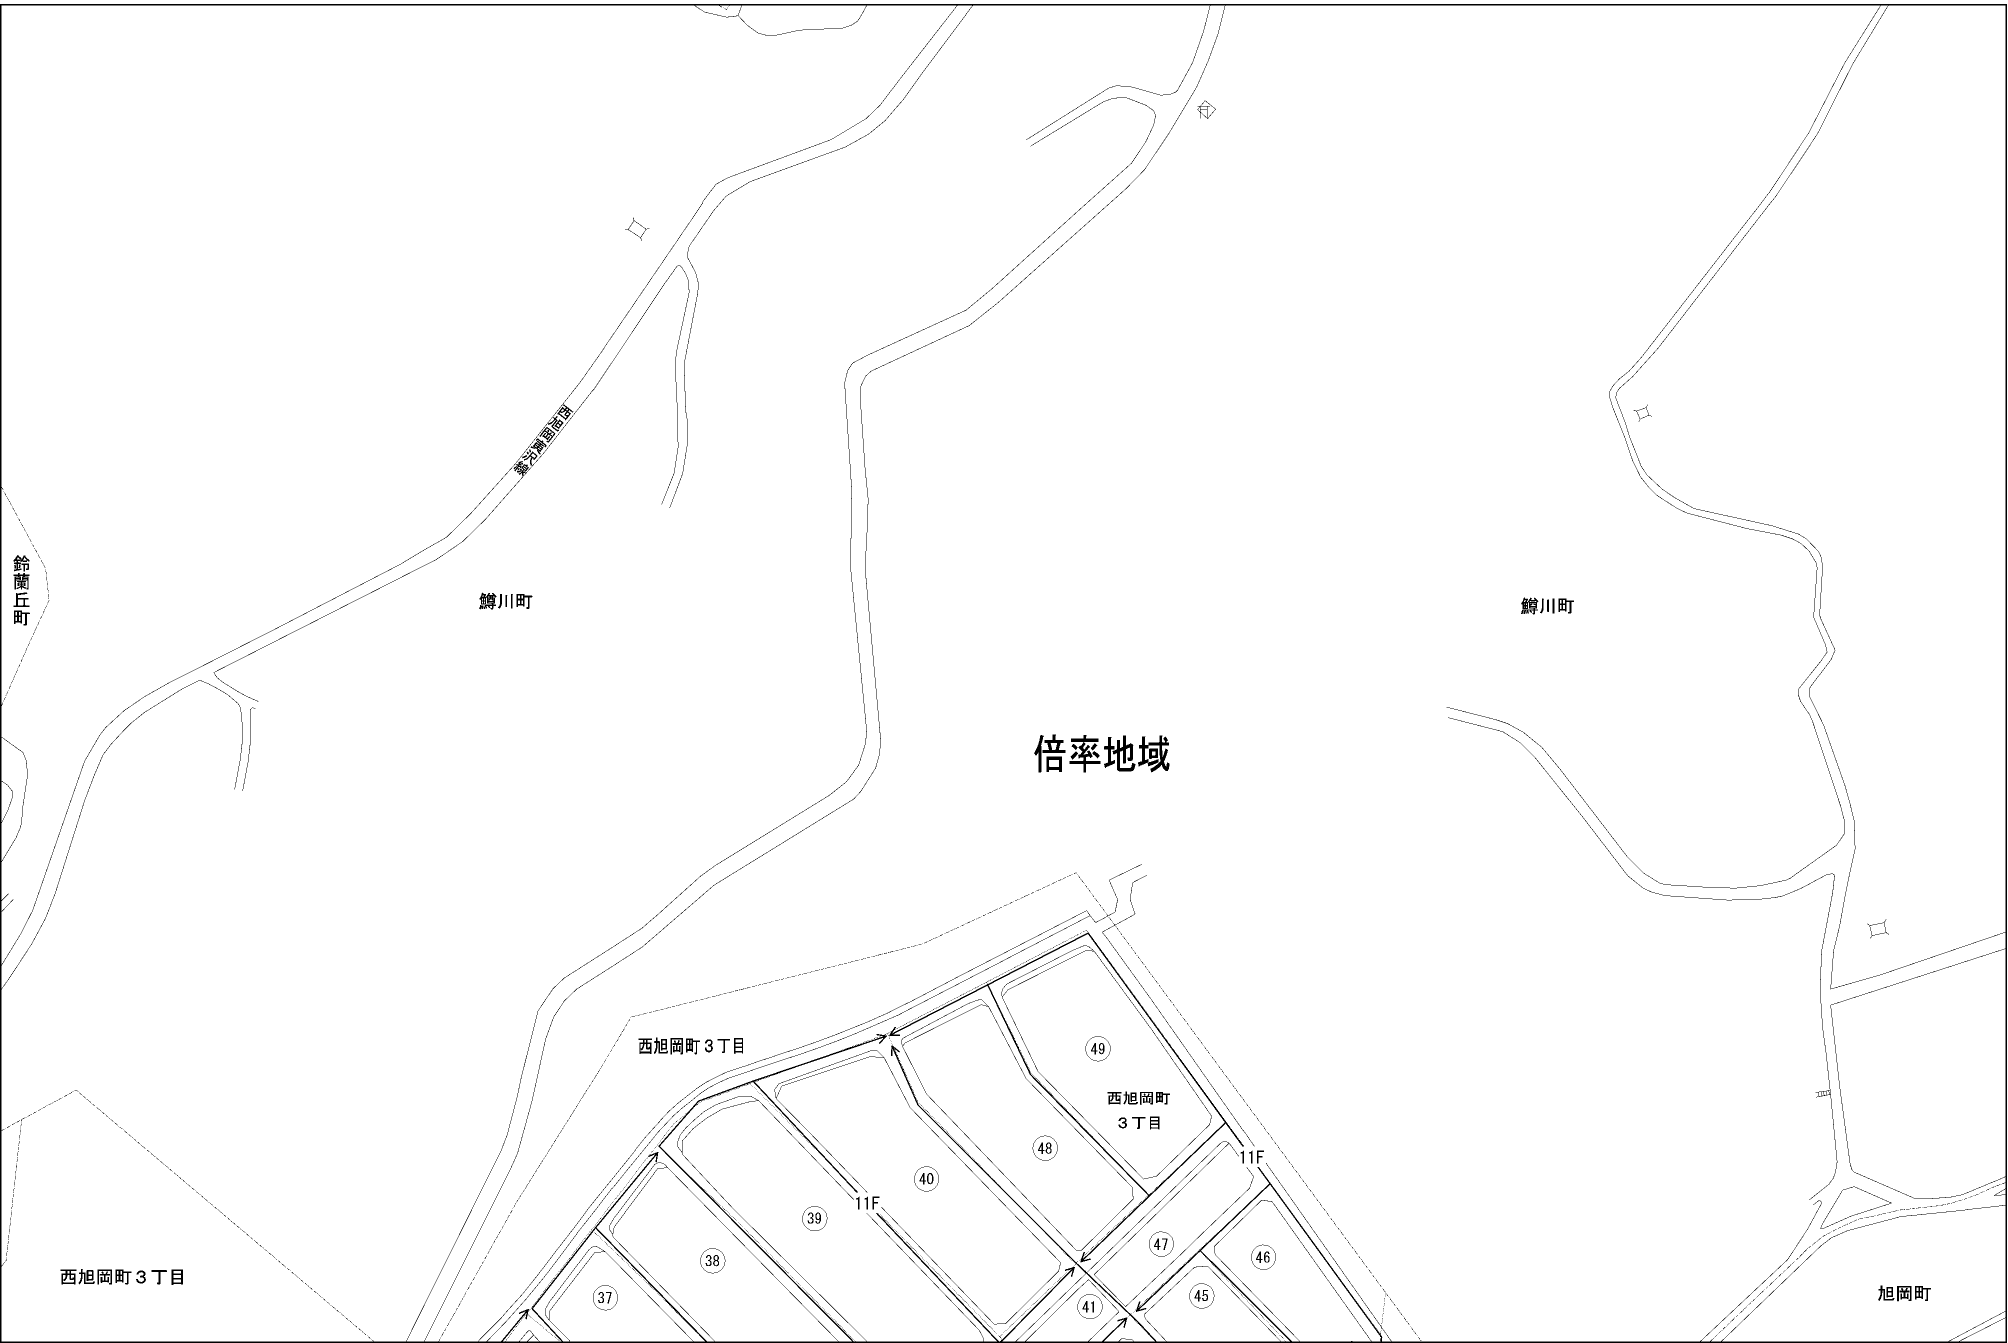 西旭岡高沢線
鈴蘭丘町
鱒川町
鱒川町
倍率地域
西旭岡町3丁目
49
西旭岡町
3丁目
48
11F
40
11F
39
47
46
38
37
41
45
西旭岡町3丁目
旭岡町